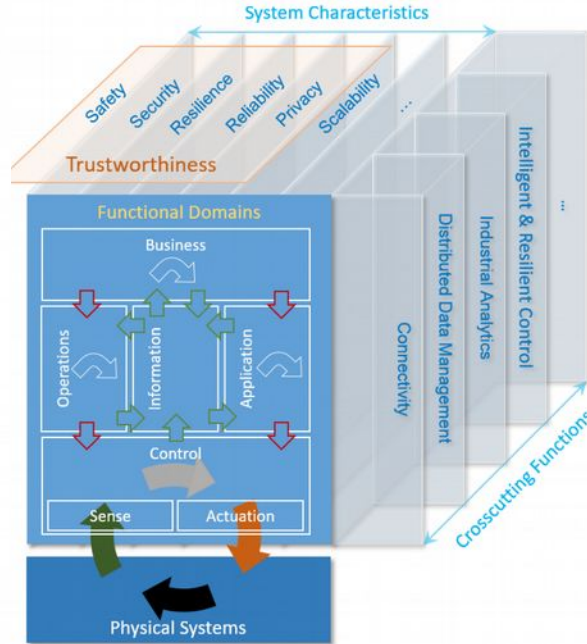 System Characteristics
Safety
Security
Resilience
Reliability
Privacy
Scalability
...
Trustworthiness
Functional Domains
Business
Operations
Information
Application
Control
Sense
Actuation
Physical Systems
Connectivity
Distributed Data Management
Industrial Analytics
Intelligent & Resilient Control
...
Crosscutting Functions